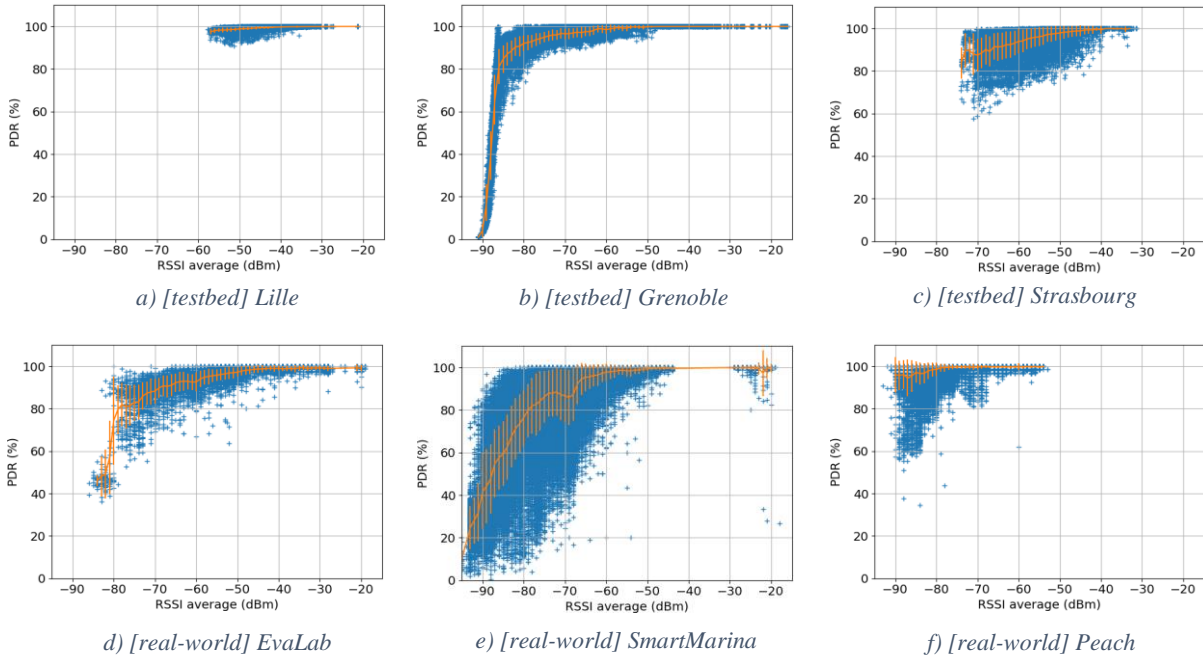 PDR (%)
100
80
60
40
20
0
−90 −80 −70 −60 −50 −40 −30 −20
RSSI average (dBm)
a) [testbed] Lille
PDR (%)
100
80
60
40
20
0
−90 −80 −70 −60 −50 −40 −30 −20
RSSI average (dBm)
b) [testbed] Grenoble
PDR (%)
100
80
60
40
20
0
−90 −80 −70 −60 −50 −40 −30 −20
RSSI average (dBm)
c) [testbed] Strasbourg
PDR (%)
100
80
60
40
20
0
−90 −80 −70 −60 −50 −40 −30 −20
RSSI average (dBm)
d) [real-world] EvaLab
PDR (%)
100
80
60
40
20
0
−90 −80 −70 −60 −50 −40 −30 −20
RSSI average (dBm)
e) [real-world] SmartMarina
PDR (%)
100
80
60
40
20
0
−90 −80 −70 −60 −50 −40 −30 −20
RSSI average (dBm)
f) [real-world] Peach